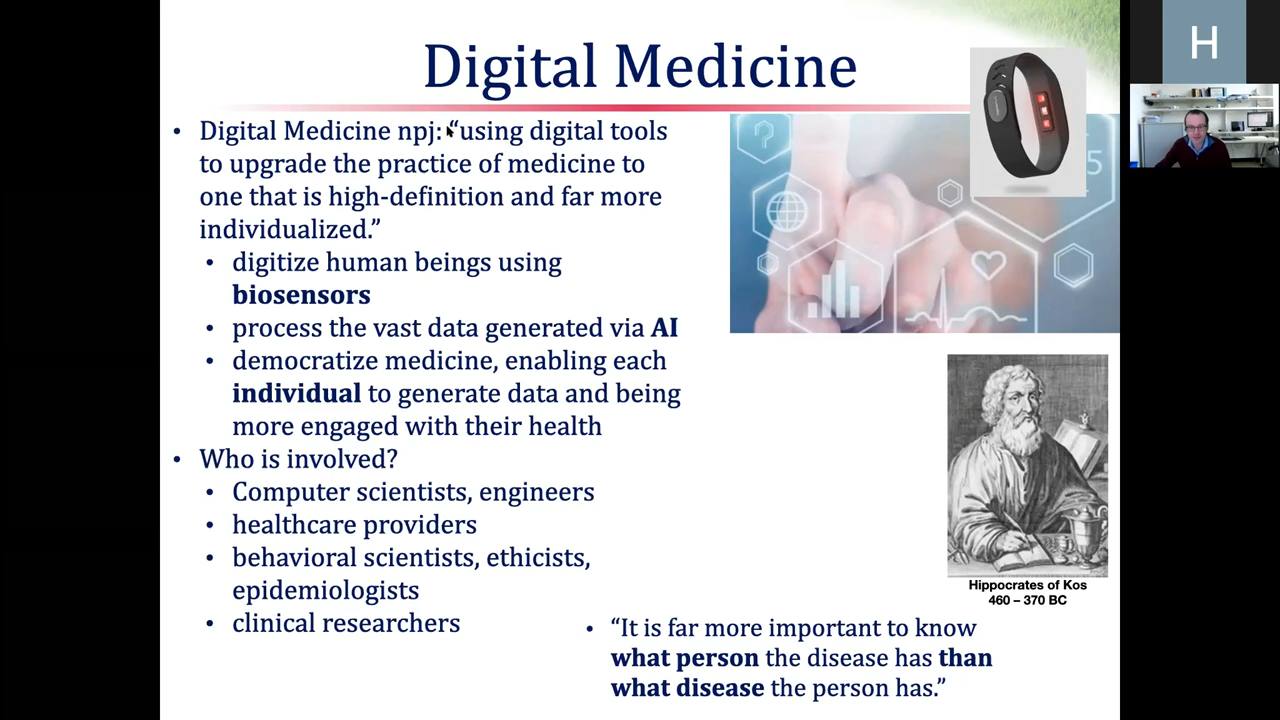 Digital Medicine
• Digital Medicine npj: “using digital tools
to upgrade the practice of medicine to
one that is high-definition and far more
individualized.”
• digitize human beings using
biosensors
• process the vast data generated via AI
• democratize medicine, enabling each
individual to generate data and being
more engaged with their health
• Who is involved?
• Computer scientists, engineers
• healthcare providers
• behavioral scientists, ethicists,
epidemiologists
• clinical researchers
?
5
Hippocrates of Kos
460 – 370 BC
• “It is far more important to know
what person the disease has than
what disease the person has.”
H